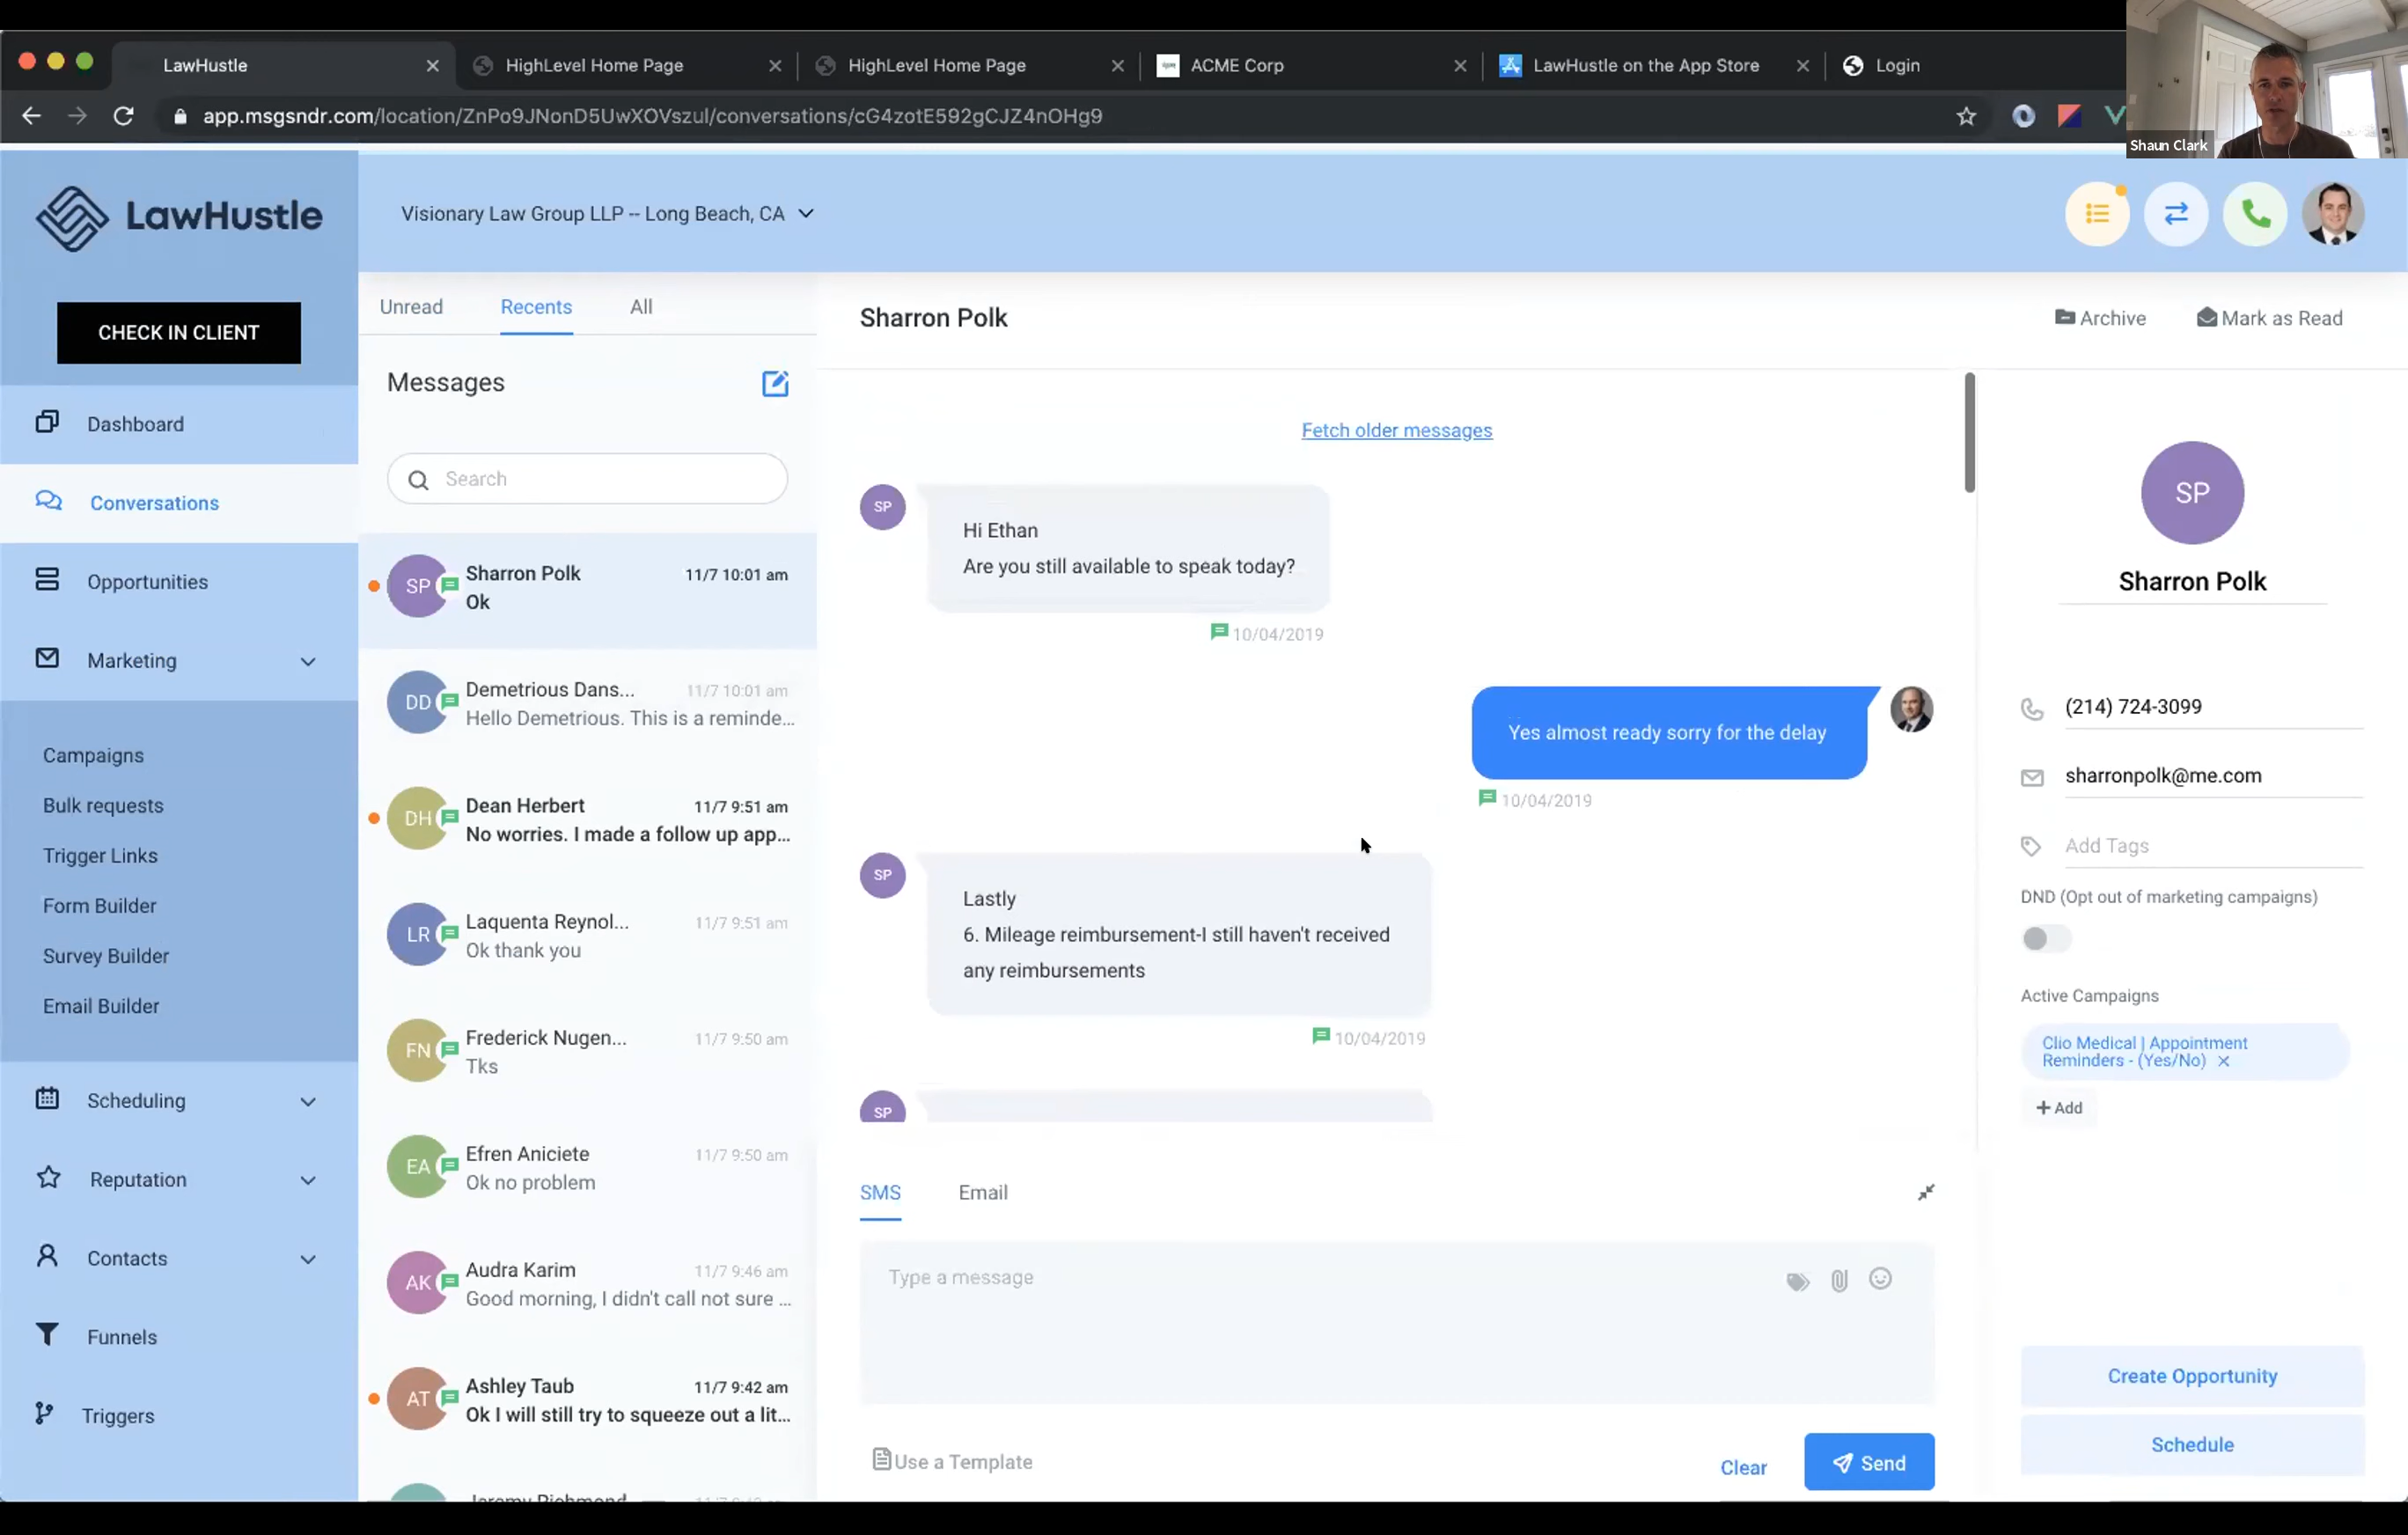 LawHustle
HighLevel Home Page
HighLevel Home Page
ACME Corp
LawHustle on the App Store
Login
app.msgsndr.com/location/ZnPo9JNonD5UwXOVszul/conversations/cG4zotE592gCJZ4nOHg9
Shaun Clark
LawHustle
Visionary Law Group LLP -- Long Beach, CA
CHECK IN CLIENT
Dashboard
Conversations
Opportunities
Marketing
Campaigns
Bulk requests
Trigger Links
Form Builder
Survey Builder
Email Builder
Scheduling
Reputation
Contacts
Funnels
Triggers
Unread
Recents
All
Messages
Search
SP
Sharron Polk
11/7 10:01 am
Ok
DD
Demetrious Dans...
11/7 10:01 am
Hello Demetrious. This is a reminde...
DH
Dean Herbert
11/7 9:51 am
No worries. I made a follow up app...
LR
Laquenta Reynol...
11/7 9:51 am
Ok thank you
FN
Frederick Nugen...
11/7 9:50 am
Tks
EA
Efren Aniciete
11/7 9:50 am
Ok no problem
AK
Audra Karim
11/7 9:46 am
Good morning, I didn't call not sure ...
AT
Ashley Taub
11/7 9:42 am
Ok I will still try to squeeze out a lit...
Sharron Polk
Archive
Mark as Read
Fetch older messages
SP
Hi Ethan
Are you still available to speak today?
10/04/2019
Yes almost ready sorry for the delay
10/04/2019
SP
Lastly
6. Mileage reimbursement-I still haven't received
any reimbursements
10/04/2019
SP
SMS
Email
Type a message
Use a Template
Clear
Send
SP
Sharron Polk
(214) 724-3099
sharronpolk@me.com
Add Tags
DND (Opt out of marketing campaigns)
Active Campaigns
Clio Medical | Appointment
Reminders - (Yes/No)
Add
Create Opportunity
Schedule